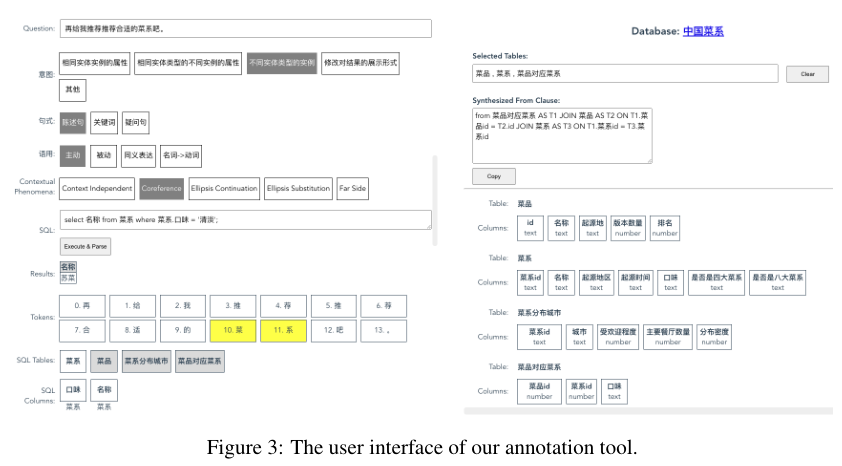 Question: 再给我推荐推荐合适的菜系吧。
意图: 相同实体实例的属性 相同实体类型的不同实例的属性 不同实体类型的实例 修改对结果的展示形式
其他
句式: 陈述句 关键词 疑问句
语用: 主动 被动 同义表达 名词->动词
Contextual Phenomena: Context Independent Coreference Ellipsis Continuation Ellipsis Substitution Far Side
SQL: select 名称 from 菜系 where 菜系.口味 = '清淡';
Execute & Parse
Results: 名称
苏菜
Tokens: 0. 再 1. 给 2. 我 3. 推 4. 荐 5. 推 6. 荐
7. 合 8. 适 9. 的 10. 菜 11. 系 12. 吧 13. 。
SQL Tables: 菜系 菜品 菜系分布城市 菜品对应菜系
SQL Columns: 口味 名称
菜系 菜系
Database: 中国菜系
Selected Tables:
菜品 , 菜系 , 菜品对应菜系 Clear
Synthesized From Clause:
from 菜品对应菜系 AS T1 JOIN 菜品 AS T2 ON T1.菜
品id = T2.id JOIN 菜系 AS T3 ON T1.菜系id = T3.菜
系id
Copy
Table: 菜品
Columns: id 名称 起源地 版本数量 排名
text text text number number
Table: 菜系
Columns: 菜系id 名称 起源地区 起源时间 口味 是否是四大菜系 是否是八大菜系
text text text text text text text
Table: 菜系分布城市
Columns: 菜系id 城市 受欢迎程度 主要餐厅数量 分布密度
text text number number number
Table: 菜品对应菜系
Columns: 菜品id 菜系id 口味
number number text
Figure 3: The user interface of our annotation tool.